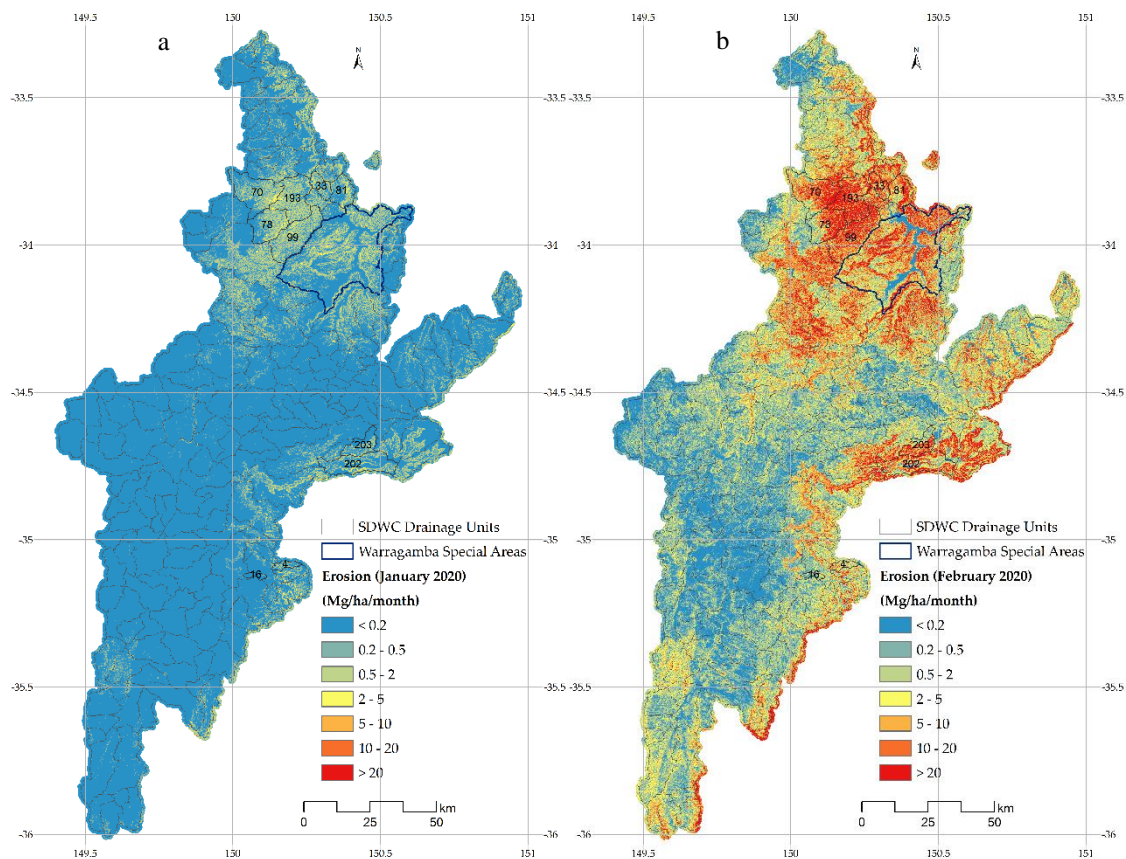 149.5 150 150.5 151 149.5 150 150.5 151
a b
N N
-33.5 -33.5 -33.5 -33.5
70 193 33 81 70 193 33 81
78 99 78 99
-31 -31 -31 -31
-34.5 -34.5 -34.5 -34.5
203 203
202 202
SDWC Drainage Units SDWC Drainage Units
-35 -35 -35 -35
Warragamba Special Areas Warragamba Special Areas
4 4
16 16
Erosion (January 2020) Erosion (February 2020)
(Mg/ha/month) (Mg/ha/month)
< 0.2 < 0.2
0.2 - 0.5 0.2 - 0.5
0.5 - 2 0.5 - 2
-35.5 -35.5 -35.5 -35.5
2 - 5 2 - 5
5 - 10 5 - 10
10 - 20 10 - 20
> 20 > 20
km km
0 25 50 0 25 50
-36 -36 -36 -36
149.5 150 150.5 151 149.5 150 150.5 151